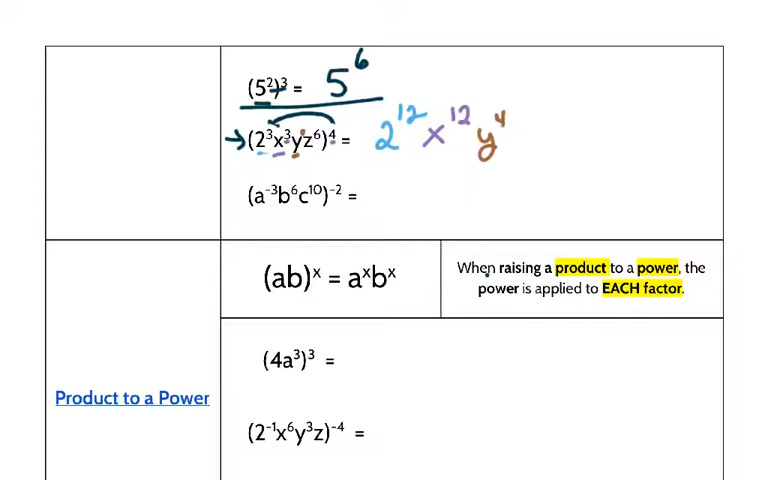 (5²)³ = 5⁶
→(2³x³yz⁶)⁴ = 2¹²x¹²y⁴
(a⁻³b⁶c¹⁰)⁻² =
(ab)ˣ = aˣbˣ
When raising a product to a power, the
power is applied to EACH factor.
Product to a Power
(4a³)³ =
(2⁻¹x⁶y³z)⁻⁴ =